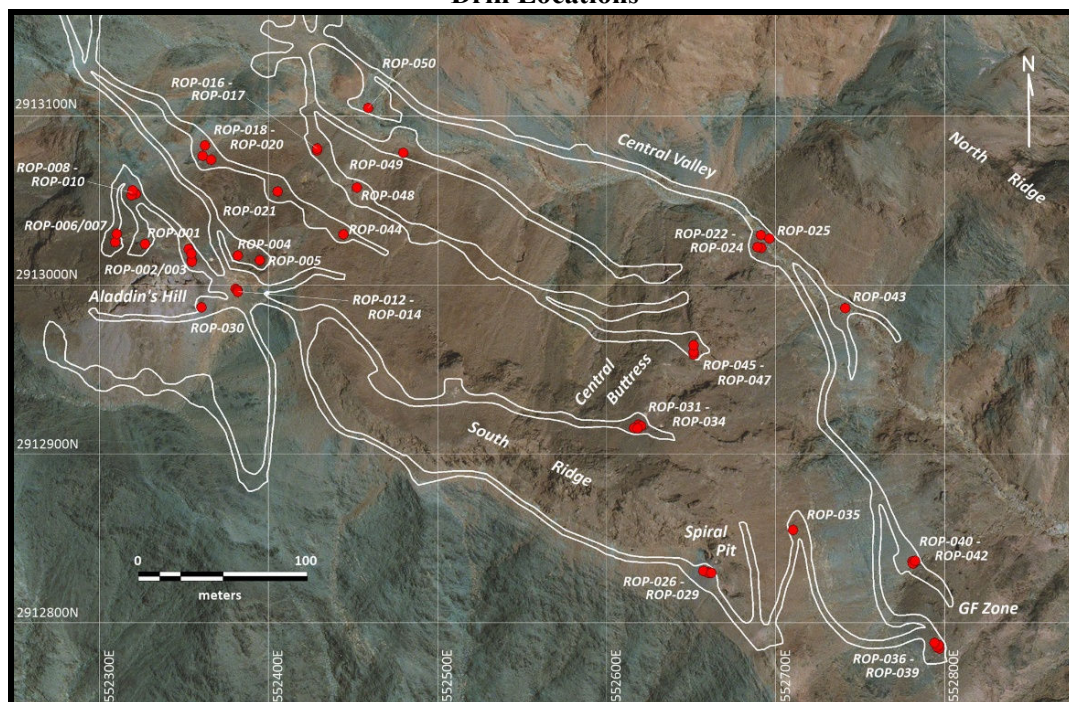 Drill Locations
ROP-050
ROP-016 -
ROP-017
N
2913100N
ROP-018 -
ROP-020
Central Valley
North
Ridge
ROP-049
ROP-008 -
ROP-010
ROP-048
ROP-021
ROP-006/007
ROP-001
ROP-044
ROP-022 -
ROP-024
ROP-025
ROP-004
ROP-005
ROP-002/003
2913000N
Aladdin's Hill
ROP-012 -
ROP-014
ROP-043
ROP-030
ROP-045 -
ROP-047
Central
Buttress
ROP-031 -
ROP-034
2912900N
South
Ridge
ROP-035
Spiral
Pit
ROP-040 -
ROP-042
0
100
meters
ROP-026 -
ROP-029
GF Zone
2912800N
ROP-036 -
ROP-039
552300E
552400E
552500E
552600E
552700E
552800E